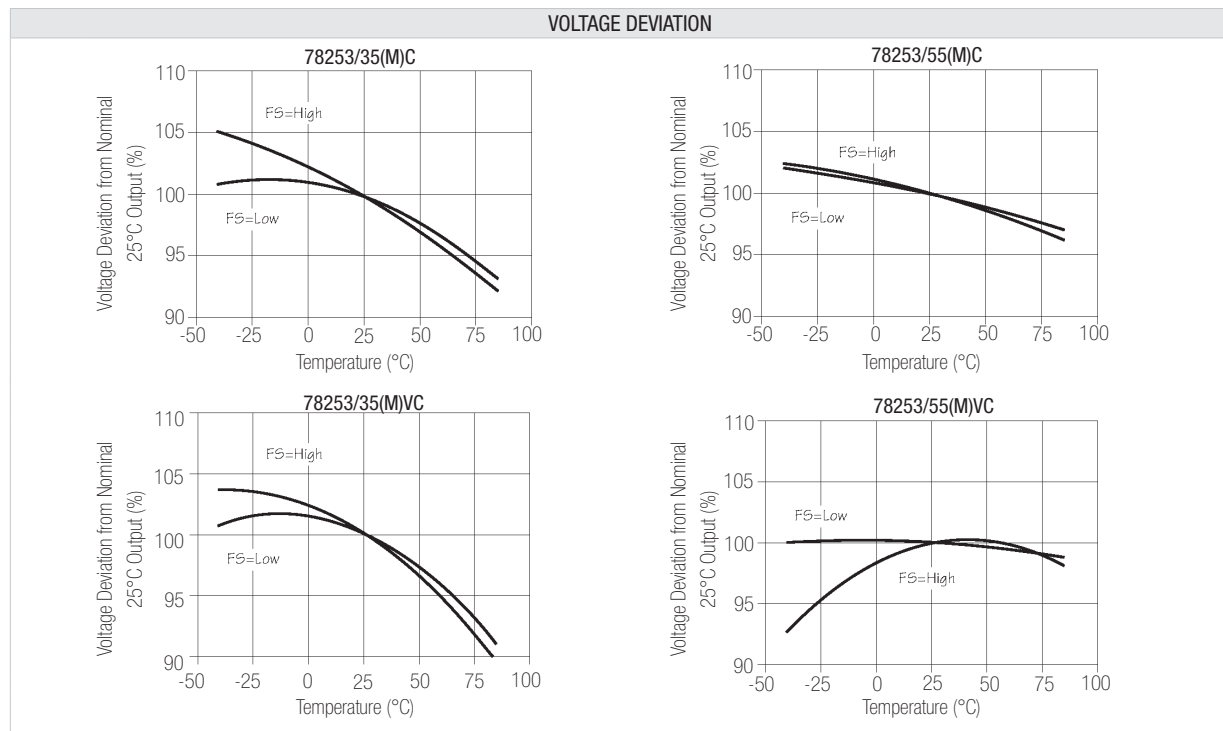 VOLTAGE DEVIATION
78253/35(M)C
Voltage Deviation from Nominal
25°C Output (%)
110
105
100
95
90
FS=High
FS=Low
-50 -25 0 25 50 75 100
Temperature (°C)
78253/55(M)C
Voltage Deviation from Nominal
25°C Output (%)
110
105
100
95
90
FS=High
FS=Low
-50 -25 0 25 50 75 100
Temperature (°C)
78253/35(M)VC
Voltage Deviation from Nominal
25°C Output (%)
110
105
100
95
90
FS=High
FS=Low
-50 -25 0 25 50 75 100
Temperature (°C)
78253/55(M)VC
Voltage Deviation from Nominal
25°C Output (%)
110
105
100
95
90
FS=Low
FS=High
-50 -25 0 25 50 75 100
Temperature (°C)